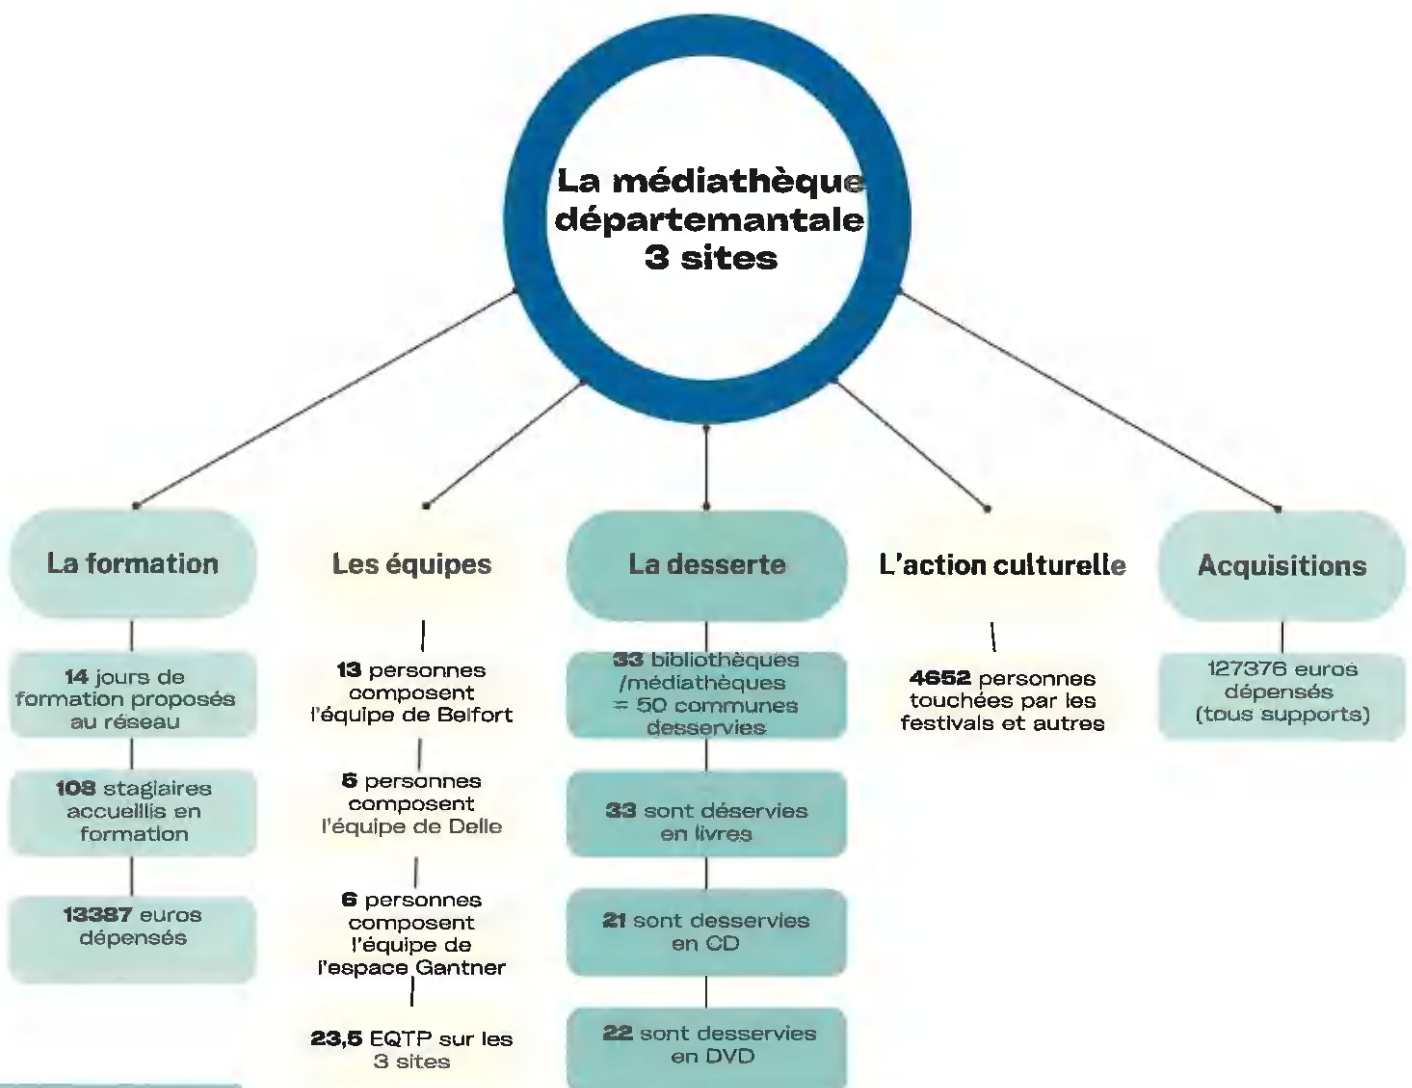 La médiathèque
départemantale
3 sites
La formation
14 jours de
formation proposés
au réseau
108 stagiaires
accueillis en
formation
13387 euros
dépensés
Les équipes
13 personnes
composent
l'équipe de Belfort
5 personnes
composent
l'équipe de Delle
6 personnes
composent
l'équipe de
l'espace Gantner
23,5 EQTP sur les
3 sites
La desserte
33 bibliothèques
/médiathèques
= 50 communes
desservies
33 sont déservies
en livres
21 sont desservies
en CD
22 sont desservies
en DVD
L'action culturelle
4652 personnes
touchées par les
festivals et autres
Acquisitions
127376 euros
dépensés
(tous supports)